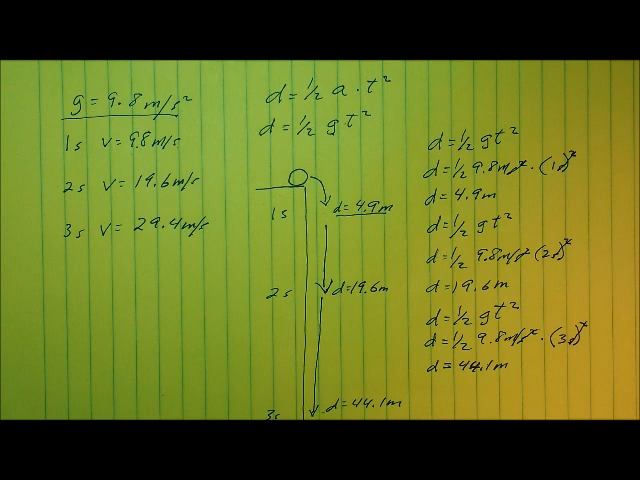 g = 9.8 m/s²
1s v = 9.8 m/s
2s v = 19.6 m/s
3s v = 29.4 m/s
d = ½ a · t²
d = ½ g t²
1s d = 4.9m
2s d = 19.6m
3s d = 44.1m
d = ½ g t²
d = ½ 9.8 m/s² · (1s)²
d = 4.9m
d = ½ g t²
d = ½ 9.8 m/s² (2s)²
d = 19.6m
d = ½ g t²
d = ½ 9.8 m/s² · (3s)²
d = 44.1m